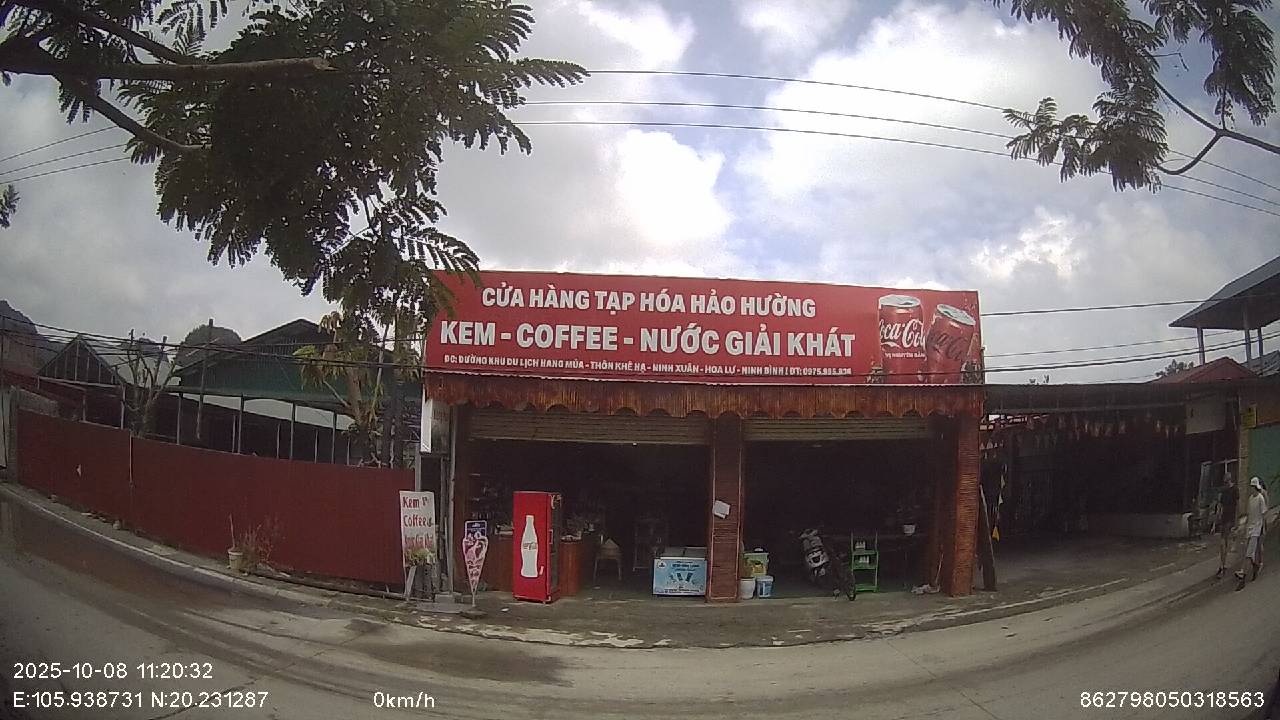 CỬA HÀNG TẠP HÓA HẢO HƯỜNG
KEM - COFFEE - NƯỚC GIẢI KHÁT
ĐC: ĐƯỜNG KHU DU LỊCH HANG MÚA - THÔN KHÊ HẠ - NINH XUÂN - HOA LƯ - NINH BÌNH | ĐT: 0975.985.836
Coca-Cola
Kem
Coffee
2025-10-08 11:20:32
E:105.938731 N:20.231287
0km/h
862798050318563